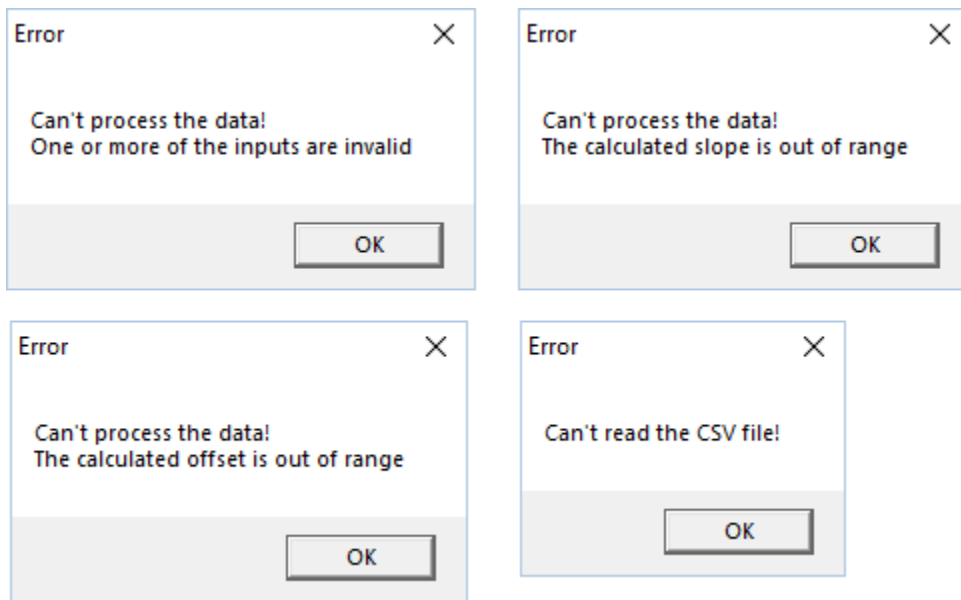 Error
Can't process the data!
One or more of the inputs are invalid
OK
Error
Can't process the data!
The calculated slope is out of range
OK
Error
Can't process the data!
The calculated offset is out of range
OK
Error
Can't read the CSV file!
OK